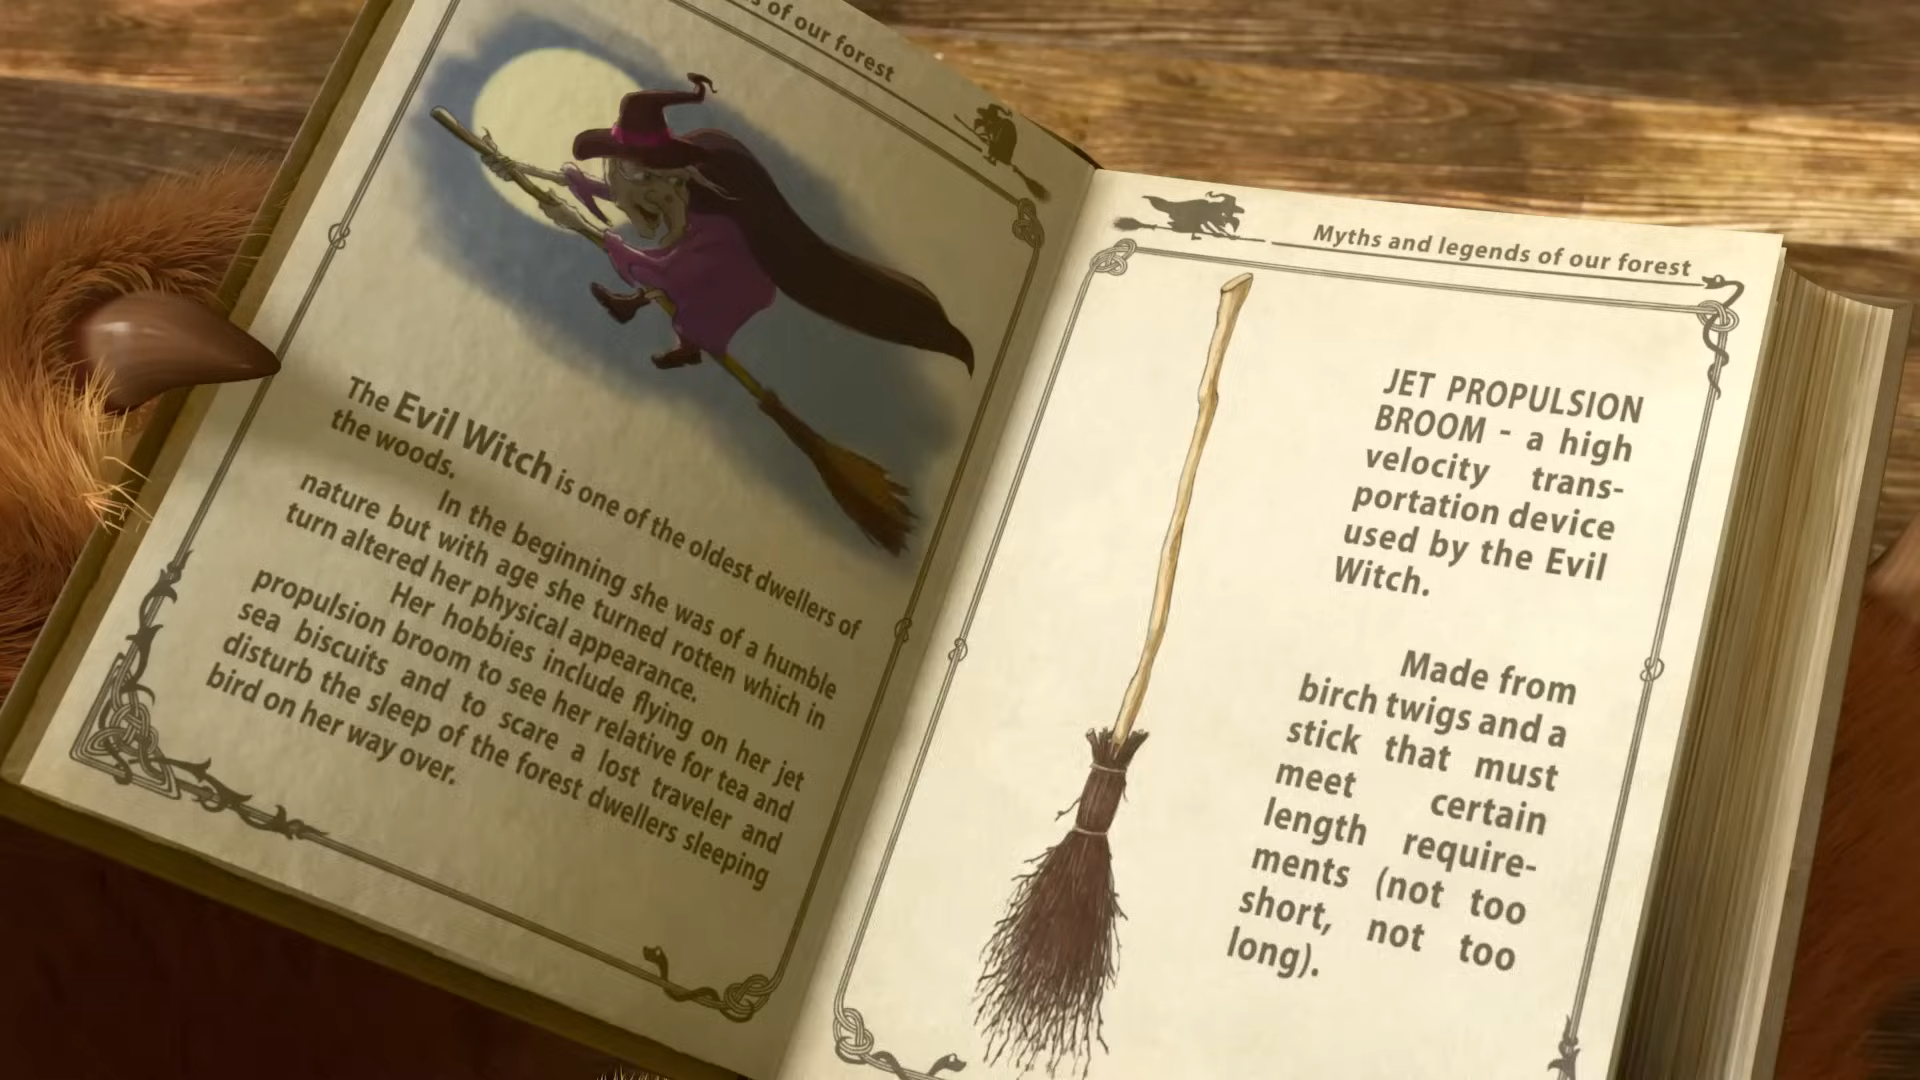 s of our forest
The Evil Witch is one of the oldest dwellers of
the woods.
In the beginning she was of a humble
nature but with age she turned rotten which in
turn altered her physical appearance.
Her hobbies include flying on her jet
propulsion broom to see her relative for tea and
sea biscuits and to scare a lost traveler and
disturb the sleep of the forest dwellers sleeping
bird on her way over.
Myths and legends of our forest
JET PROPULSION
BROOM - a high
velocity trans-
portation device
used by the Evil
Witch.
Made from
birch twigs and a
stick that must
meet certain
length require-
ments (not too
short, not too
long).